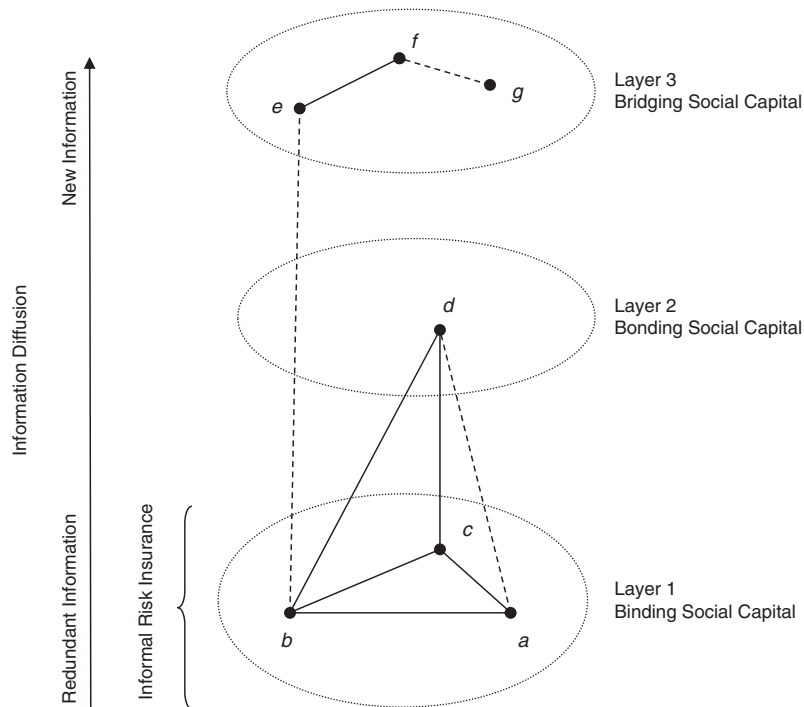 f
g
e
Layer 3
Bridging Social Capital
New Information
d
Layer 2
Bonding Social Capital
Information Diffusion
c
Layer 1
Binding Social Capital
b
a
Redundant Information
Informal Risk Insurance